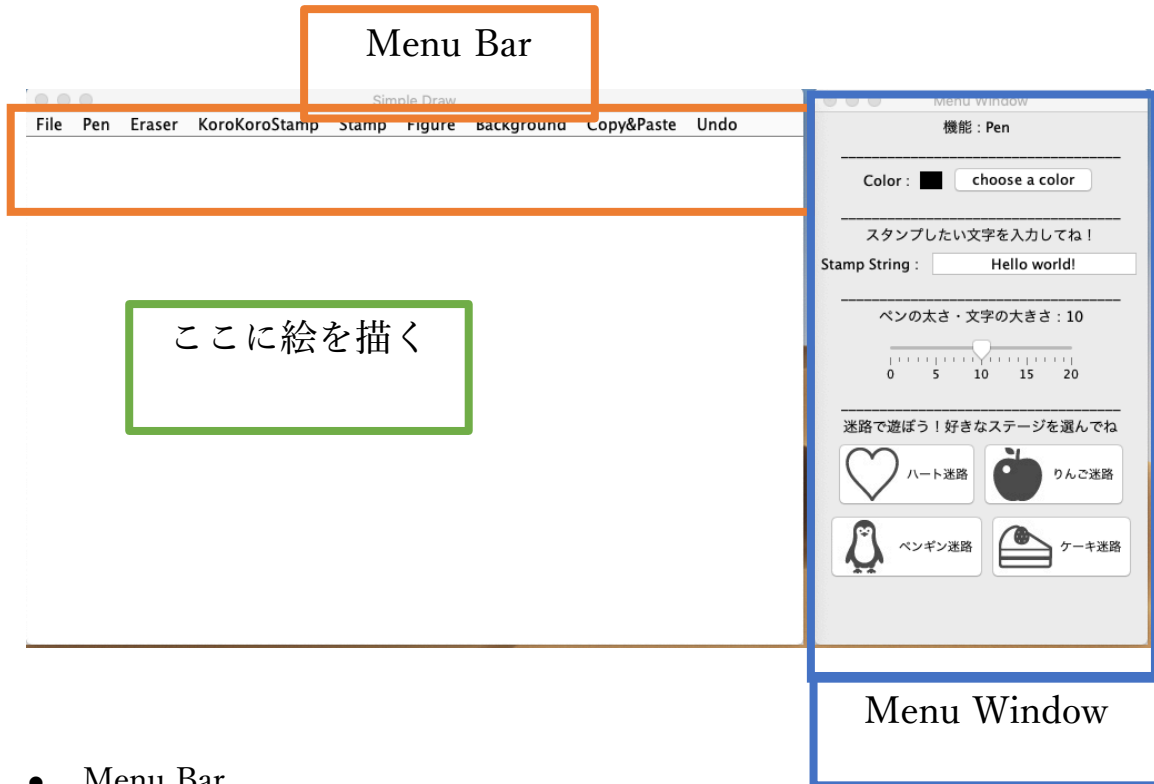 Menu Bar
Simple Draw
File Pen Eraser KoroKoroStamp Stamp Figure Background Copy&Paste Undo
ここに絵を描く
Menu Window
機能 : Pen
Color : choose a color
スタンプしたい文字を入力してね！
Stamp String : Hello world!
ペンの太さ・文字の大きさ : 10
0 5 10 15 20
迷路で遊ぼう！好きなステージを選んでね
ハート迷路 りんご迷路
ペンギン迷路 ケーキ迷路
Menu Window
● Menu Bar